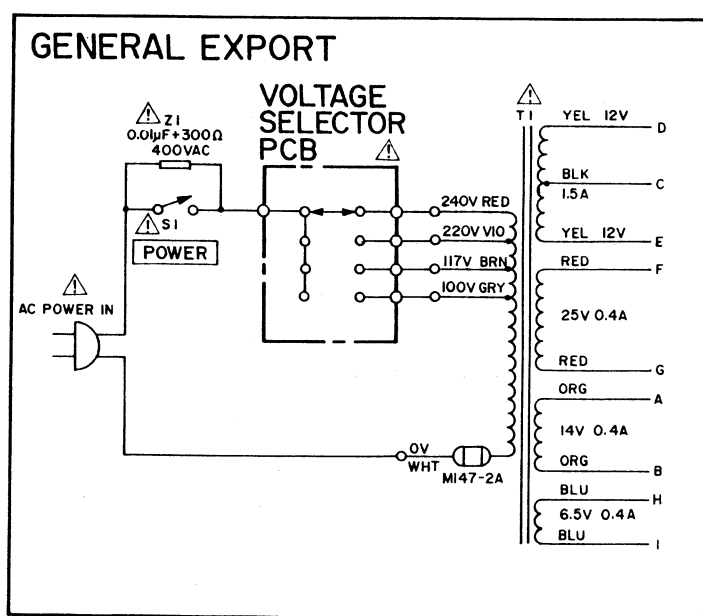 GENERAL EXPORT
Z1
0.01µF+300Ω
400VAC
S1
POWER
AC POWER IN
VOLTAGE
SELECTOR
PCB
240V RED
220V VIO
117V BRN
100V GRY
0V
WHT
M147-2A
T1
YEL 12V
D
BLK
1.5A
C
YEL 12V
E
RED
F
25V 0.4A
RED
G
ORG
A
14V 0.4A
ORG
B
BLU
H
6.5V 0.4A
BLU
I